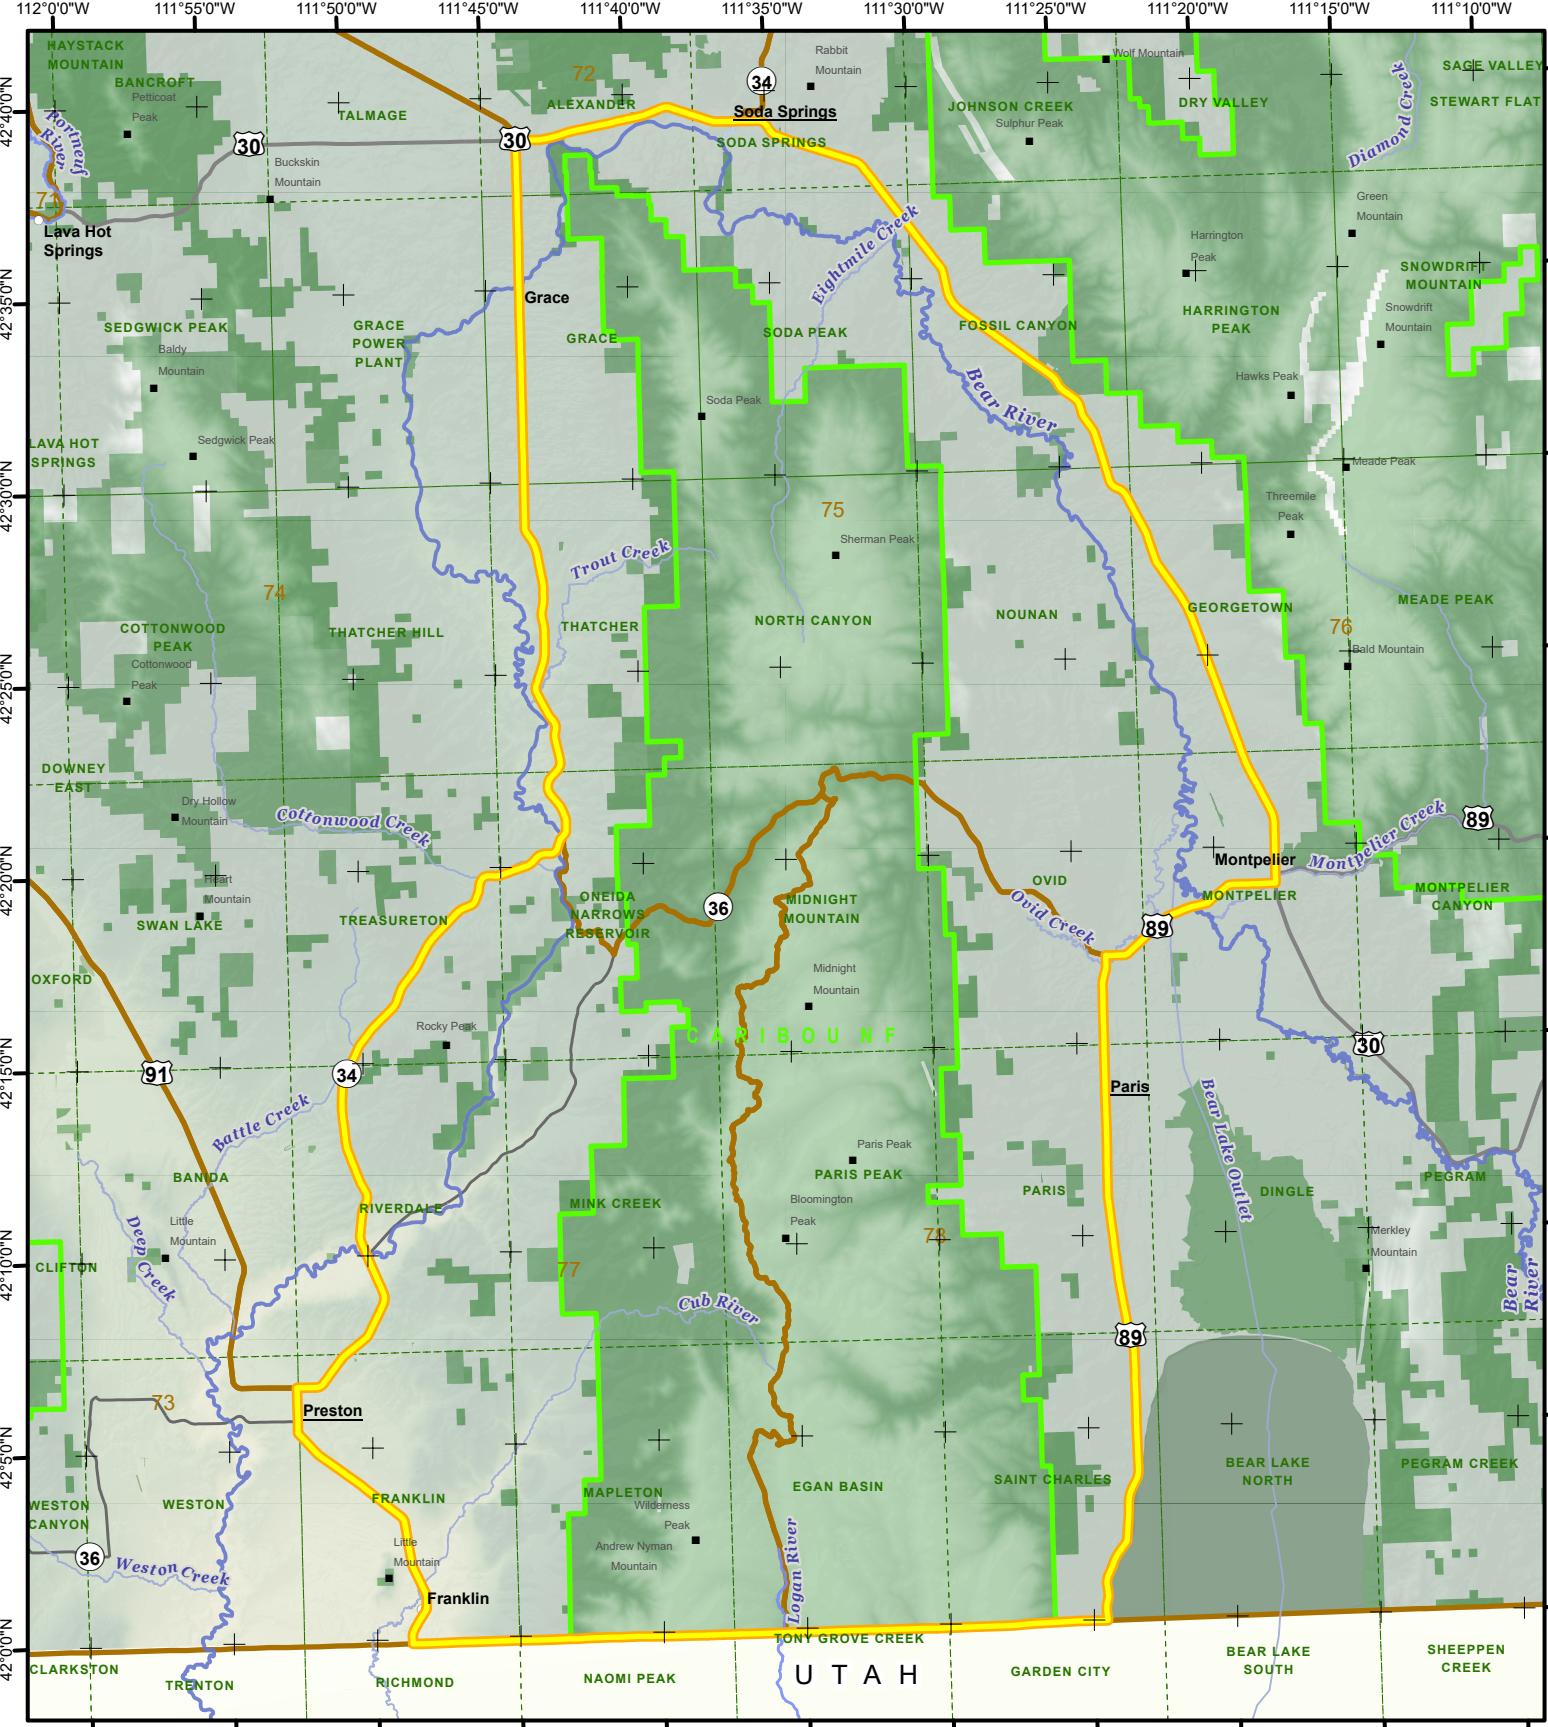 112°0'0"W 111°55'0"W 111°50'0"W 111°45'0"W 111°40'0"W 111°35'0"W 111°30'0"W 111°25'0"W 111°20'0"W 111°15'0"W 111°10'0"W
HAYSTACK
MOUNTAIN
BANCROFT
Petticoat
Peak
TALMAGE
72
ALEXANDER
34
Rabbit
Mountain
Soda Springs
SODA SPRINGS
JOHNSON CREEK
Sulphur Peak
Wolf Mountain
DRY VALLEY
Diamond Creek
SAGE VALLEY
STEWART FLAT
42°40'0"N
Portneuf
River
30
30
Buckskin
Mountain
71
Lava Hot
Springs
Green
Mountain
Harrington
Peak
Eightmile Creek
SNOWDRIFT
MOUNTAIN
Snowdrift
Mountain
42°35'0"N
Grace
SEDGWICK PEAK
Baldy
Mountain
GRACE
POWER
PLANT
GRACE
SODA PEAK
FOSSIL CANYON
HARRINGTON
PEAK
Hawks Peak
Bear River
Soda Peak
LAVA HOT
SPRINGS
Sedgwick Peak
Meade Peak
42°30'0"N
Threemile
Peak
75
Sherman Peak
Trout Creek
74
COTTONWOOD
PEAK
Cottonwood
Peak
THATCHER HILL
THATCHER
NORTH CANYON
NOUNAN
GEORGETOWN
MEADE PEAK
76
Bald Mountain
42°25'0"N
DOWNEY
EAST
Dry Hollow
Mountain
Cottonwood Creek
89
Montpelier
Montpelier Creek
42°20'0"N
Heart
Mountain
SWAN LAKE
TREASURETON
ONEIDA
NARROWS
RESERVOIR
36
MIDNIGHT
MOUNTAIN
OVID
Ovid Creek
MONTPELIER
89
MONTPELIER
CANYON
OXFORD
Midnight
Mountain
Rocky Peak
CARIBOU NF
42°15'0"N
91
34
30
Paris
Battle Creek
Bear Lake Outlet
BANIDA
RIVERDALE
MINK CREEK
Paris Peak
PARIS PEAK
PARIS
DINGLE
PEGRAM
Bloomington
Peak
Little
Mountain
Deep Creek
78
Merkley
Mountain
42°10'0"N
CLIFTON
77
Bear
River
Cub River
89
73
Preston
42°5'0"N
WESTON
CANYON
WESTON
FRANKLIN
MAPLETON
Wilderness
Peak
EGAN BASIN
SAINT CHARLES
BEAR LAKE
NORTH
PEGRAM CREEK
Little
Mountain
Andrew Nyman
Mountain
36
Weston Creek
Franklin
Logan River
42°0'0"N
CLARKSTON
TRENTON
RICHMOND
NAOMI PEAK
TONY GROVE CREEK
UTAH
GARDEN CITY
BEAR LAKE
SOUTH
SHEEPPEN
CREEK